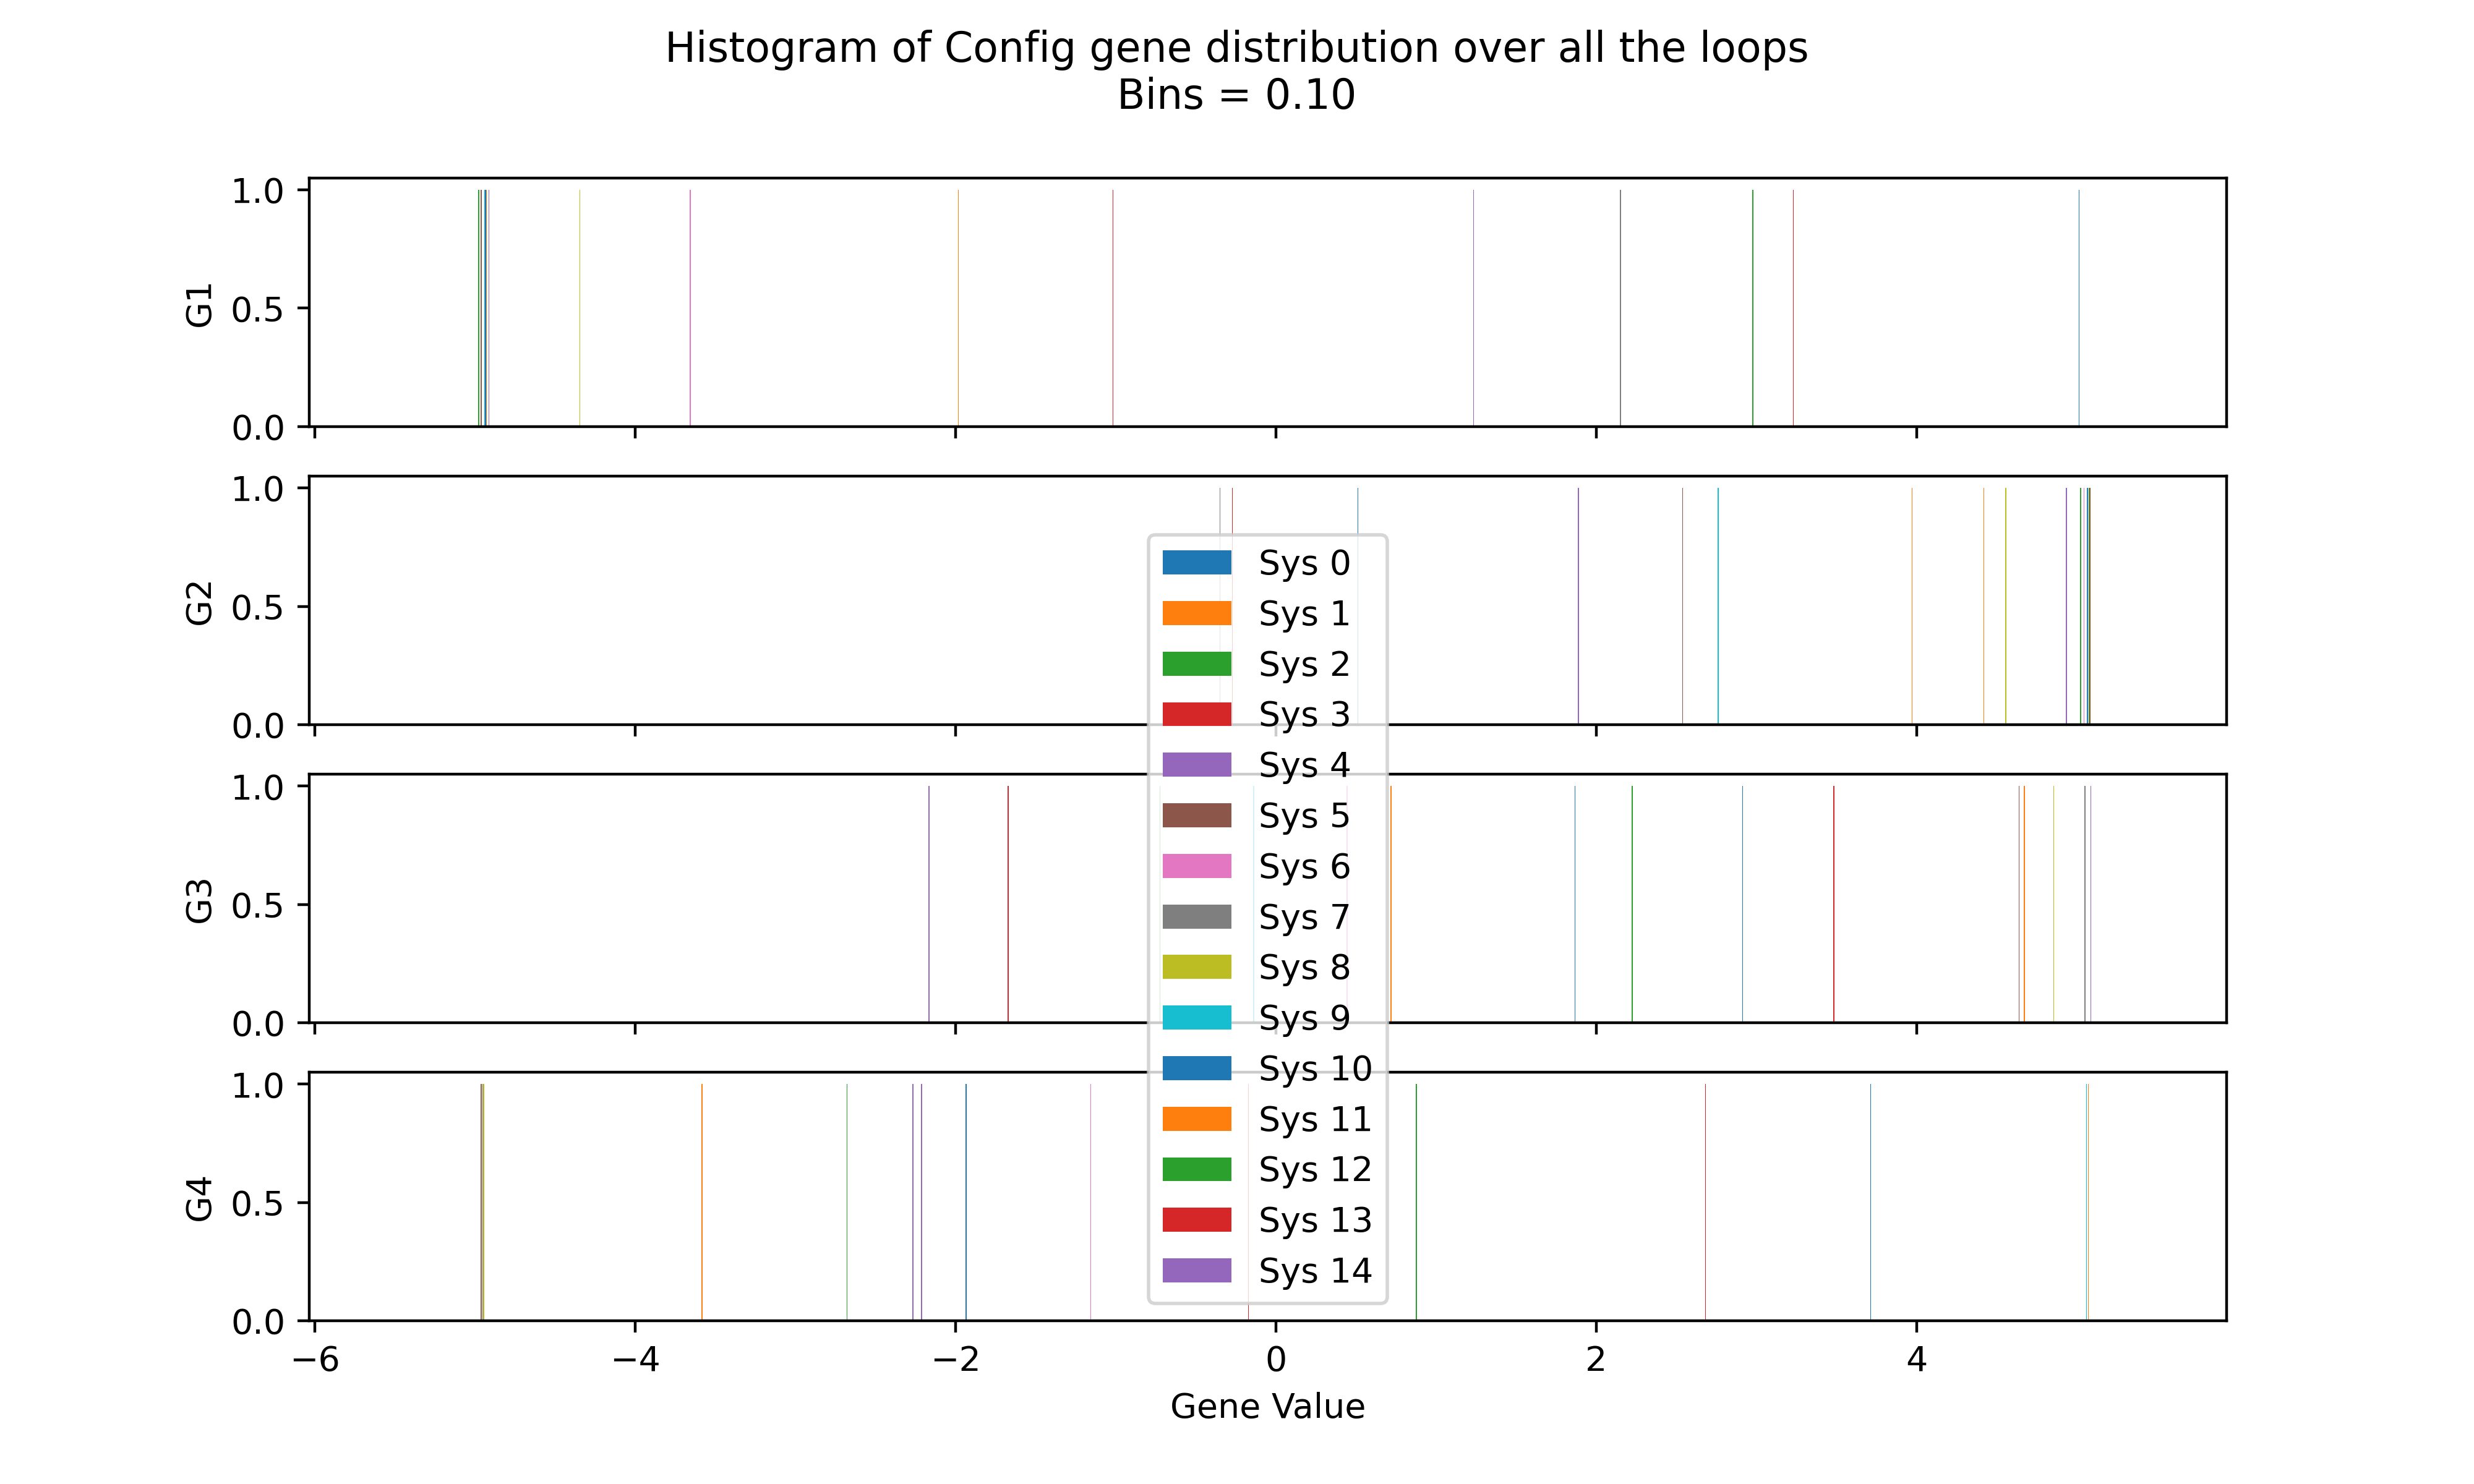 Histogram of Config gene distribution over all the loops
Bins = 0.10
1.0
0.5
0.0
G1
1.0
0.5
0.0
G2
1.0
0.5
0.0
G3
1.0
0.5
0.0
G4
Sys 0
Sys 1
Sys 2
Sys 3
Sys 4
Sys 5
Sys 6
Sys 7
Sys 8
Sys 9
Sys 10
Sys 11
Sys 12
Sys 13
Sys 14
−6 −4 −2 0 2 4
Gene Value